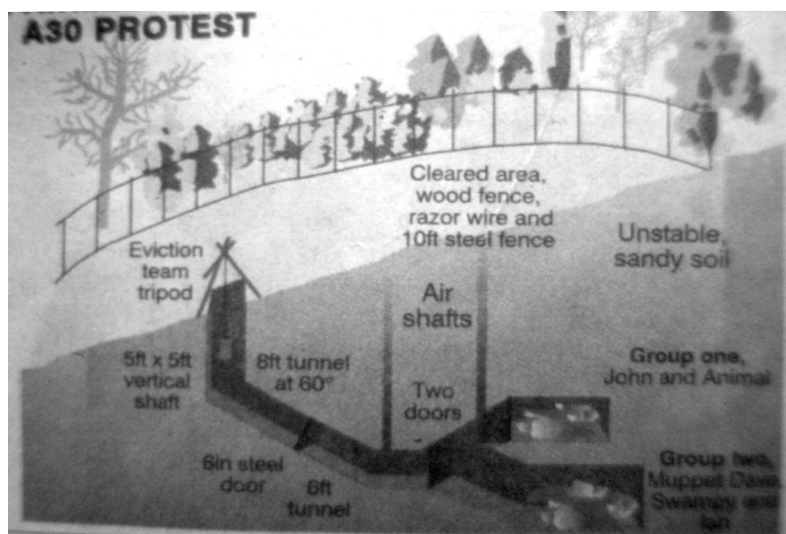 A30 PROTEST
Cleared area,
wood fence,
razor wire and
10ft steel fence
Unstable,
sandy soil
Eviction
team
tripod
Air
shafts
5ft x 5ft
vertical
shaft
8ft tunnel
at 60°
Two
doors
Group one,
John and Animal
6in steel
door
6ft
tunnel
Group two,
Muppet Dave,
Swampy and
Ian